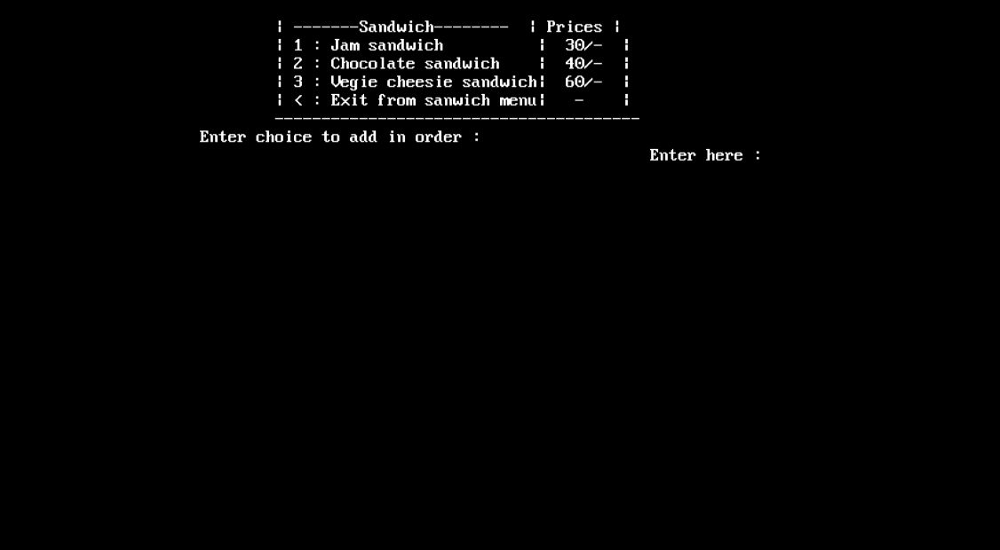 | -------Sandwich-------- | Prices |
| 1 : Jam sandwich | 30/- |
| 2 : Chocolate sandwich | 40/- |
| 3 : Vegie cheesie sandwich| 60/- |
| < : Exit from sanwich menu| - |
---------------------------------------
Enter choice to add in order :
Enter here :